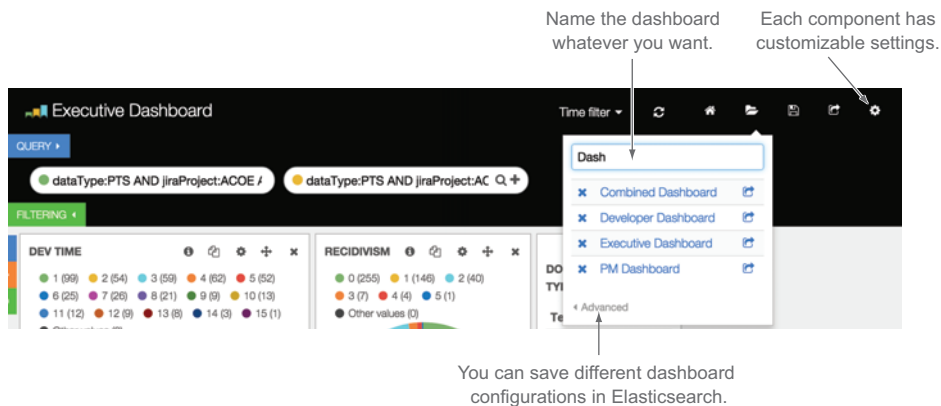 Name the dashboard
whatever you want.
Each component has
customizable settings.
Executive Dashboard
Time filter
QUERY
dataType:PTS AND jiraProject:ACOE
dataType:PTS AND jiraProject:AC
FILTERING
Dash
Combined Dashboard
Developer Dashboard
Executive Dashboard
PM Dashboard
Advanced
DEV TIME
1 (99) 2 (54) 3 (59) 4 (62) 5 (52)
6 (25) 7 (26) 8 (21) 9 (9) 10 (13)
11 (12) 12 (9) 13 (8) 14 (3) 15 (1)
RECIDIVISM
0 (255) 1 (146) 2 (40)
3 (7) 4 (4) 5 (1)
Other values (0)
DO
TYI
Te
You can save different dashboard
configurations in Elasticsearch.